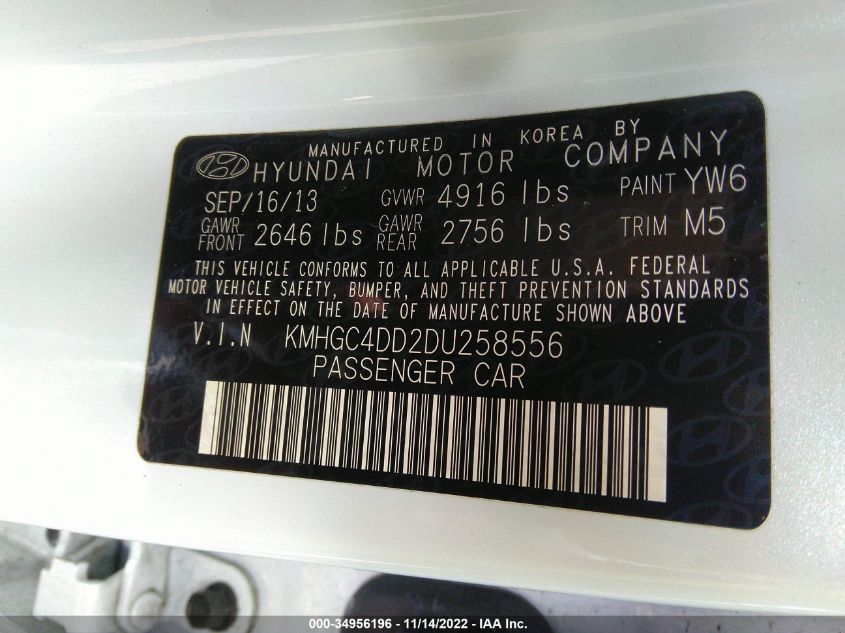 MANUFACTURED IN KOREA BY
HYUNDAI MOTOR COMPANY
SEP/16/13 GVWR 4916 lbs PAINT YW6
GAWR FRONT 2646 lbs GAWR REAR 2756 lbs TRIM M5
THIS VEHICLE CONFORMS TO ALL APPLICABLE U.S.A. FEDERAL
MOTOR VEHICLE SAFETY, BUMPER, AND THEFT PREVENTION STANDARDS
IN EFFECT ON THE DATE OF MANUFACTURE SHOWN ABOVE
V.I.N KMHGC4DD2DU258556
PASSENGER CAR
000-34956196 - 11/14/2022 - IAA Inc.